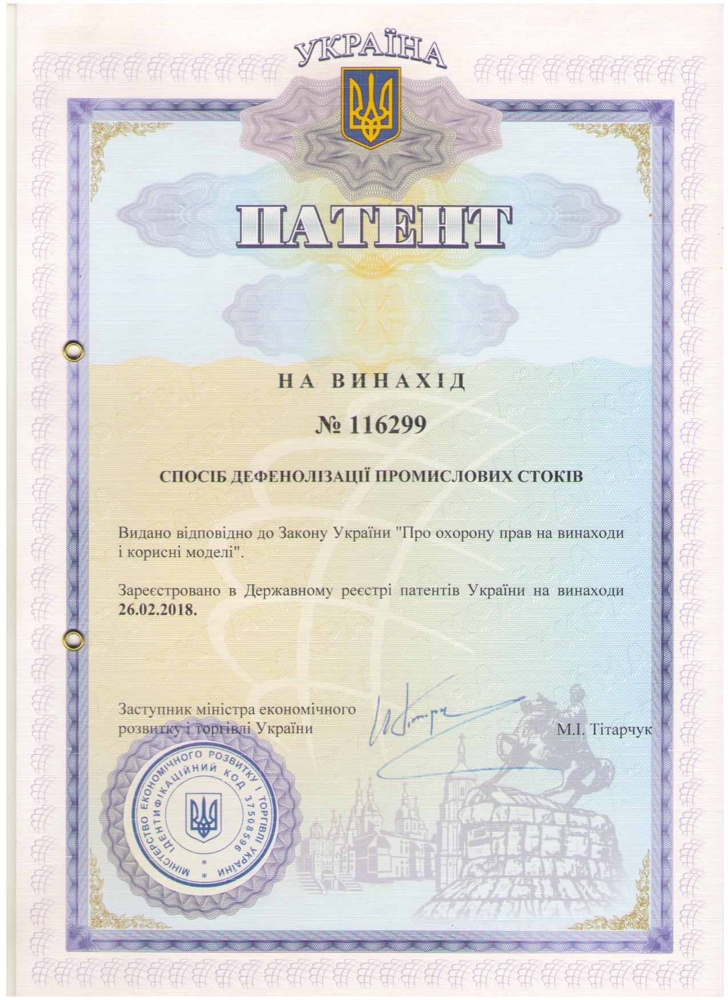 УКРАЇНА
ПАТЕНТ
НА ВИНАХІД
№ 116299
СПОСІБ ДЕФЕНОЛІЗАЦІЇ ПРОМИСЛОВИХ СТОКІВ
Видано відповідно до Закону України "Про охорону прав на винаходи
і корисні моделі".
Зареєстровано в Державному реєстрі патентів України на винаходи
26.02.2018.
Заступник міністра економічного
розвитку і торгівлі України
М.І. Тітарчук
МІНІСТЕРСТВО ЕКОНОМІЧНОГО РОЗВИТКУ І ТОРГІВЛІ УКРАЇНИ *
ІДЕНТИФІКАЦІЙНИЙ КОД 37508596 *